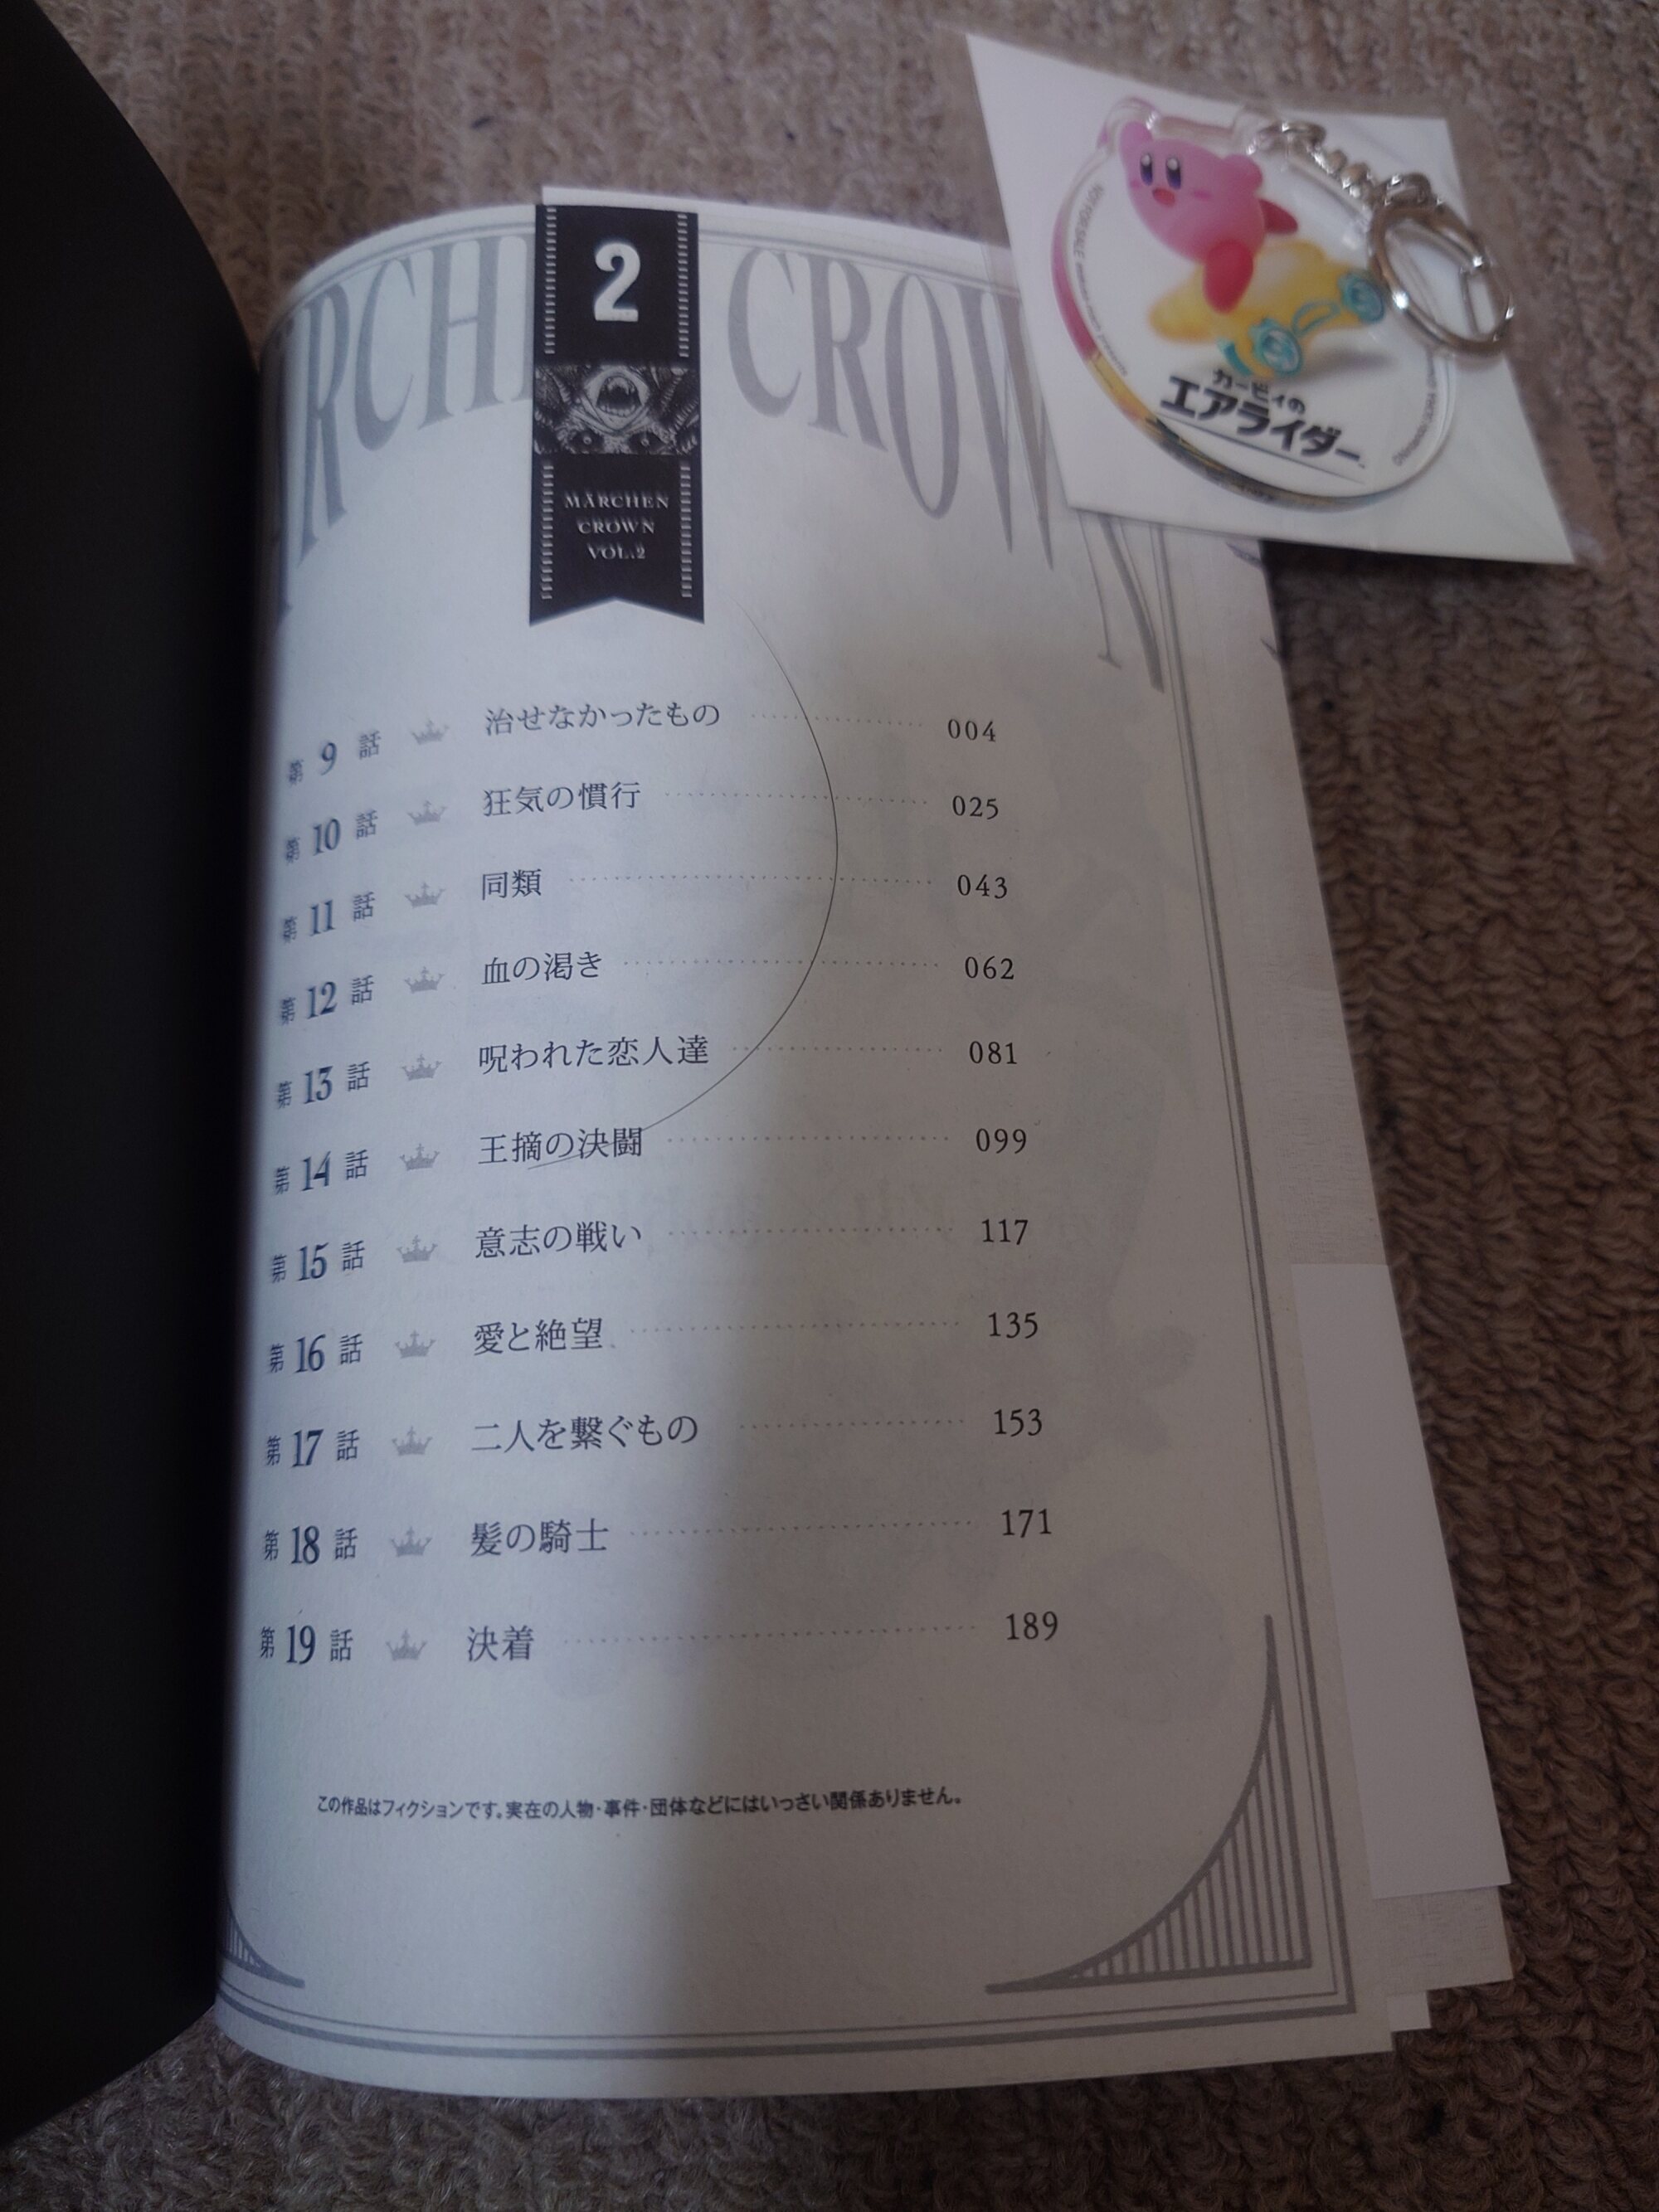 2
MÄRCHEN
CROWN
VOL.2
CROWN
カービィの
エアライダー
NOT FOR SALE
第9話 治せなかったもの 004
第10話 狂気の慣行 025
第11話 同類 043
第12話 血の渇き 062
第13話 呪われた恋人達 081
第14話 王摘の決闘 099
第15話 意志の戦い 117
第16話 愛と絶望 135
第17話 二人を繋ぐもの 153
第18話 髪の騎士 171
第19話 決着 189
この作品はフィクションです。実在の人物・事件・団体などにはいっさい関係ありません。